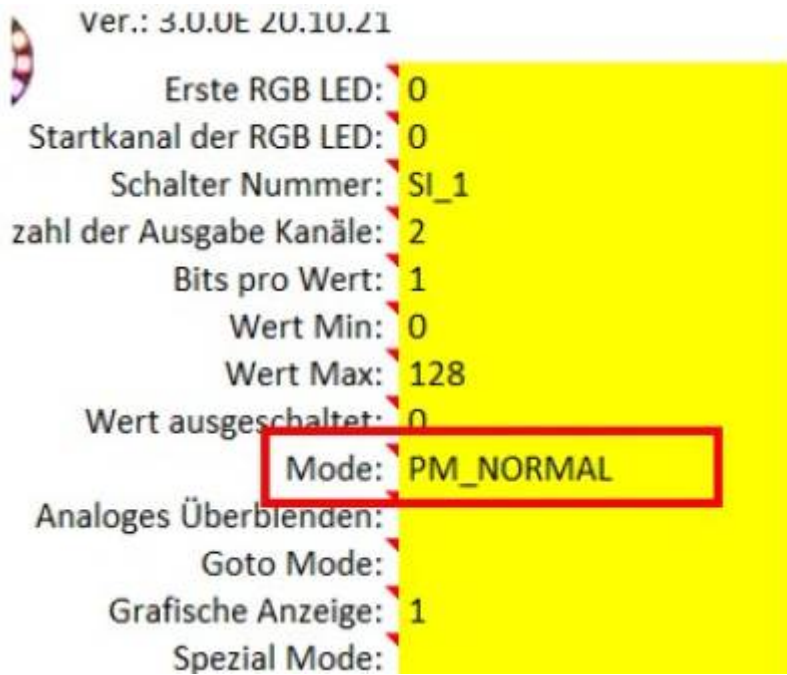 Ver.: 3.0.0E 20.10.21
Erste RGB LED: 0
Startkanal der RGB LED: 0
Schalter Nummer: SI_1
zahl der Ausgabe Kanäle: 2
Bits pro Wert: 1
Wert Min: 0
Wert Max: 128
Wert ausgeschaltet: 0
Mode: PM_NORMAL
Analoges Überblenden:
Goto Mode:
Grafische Anzeige: 1
Spezial Mode: